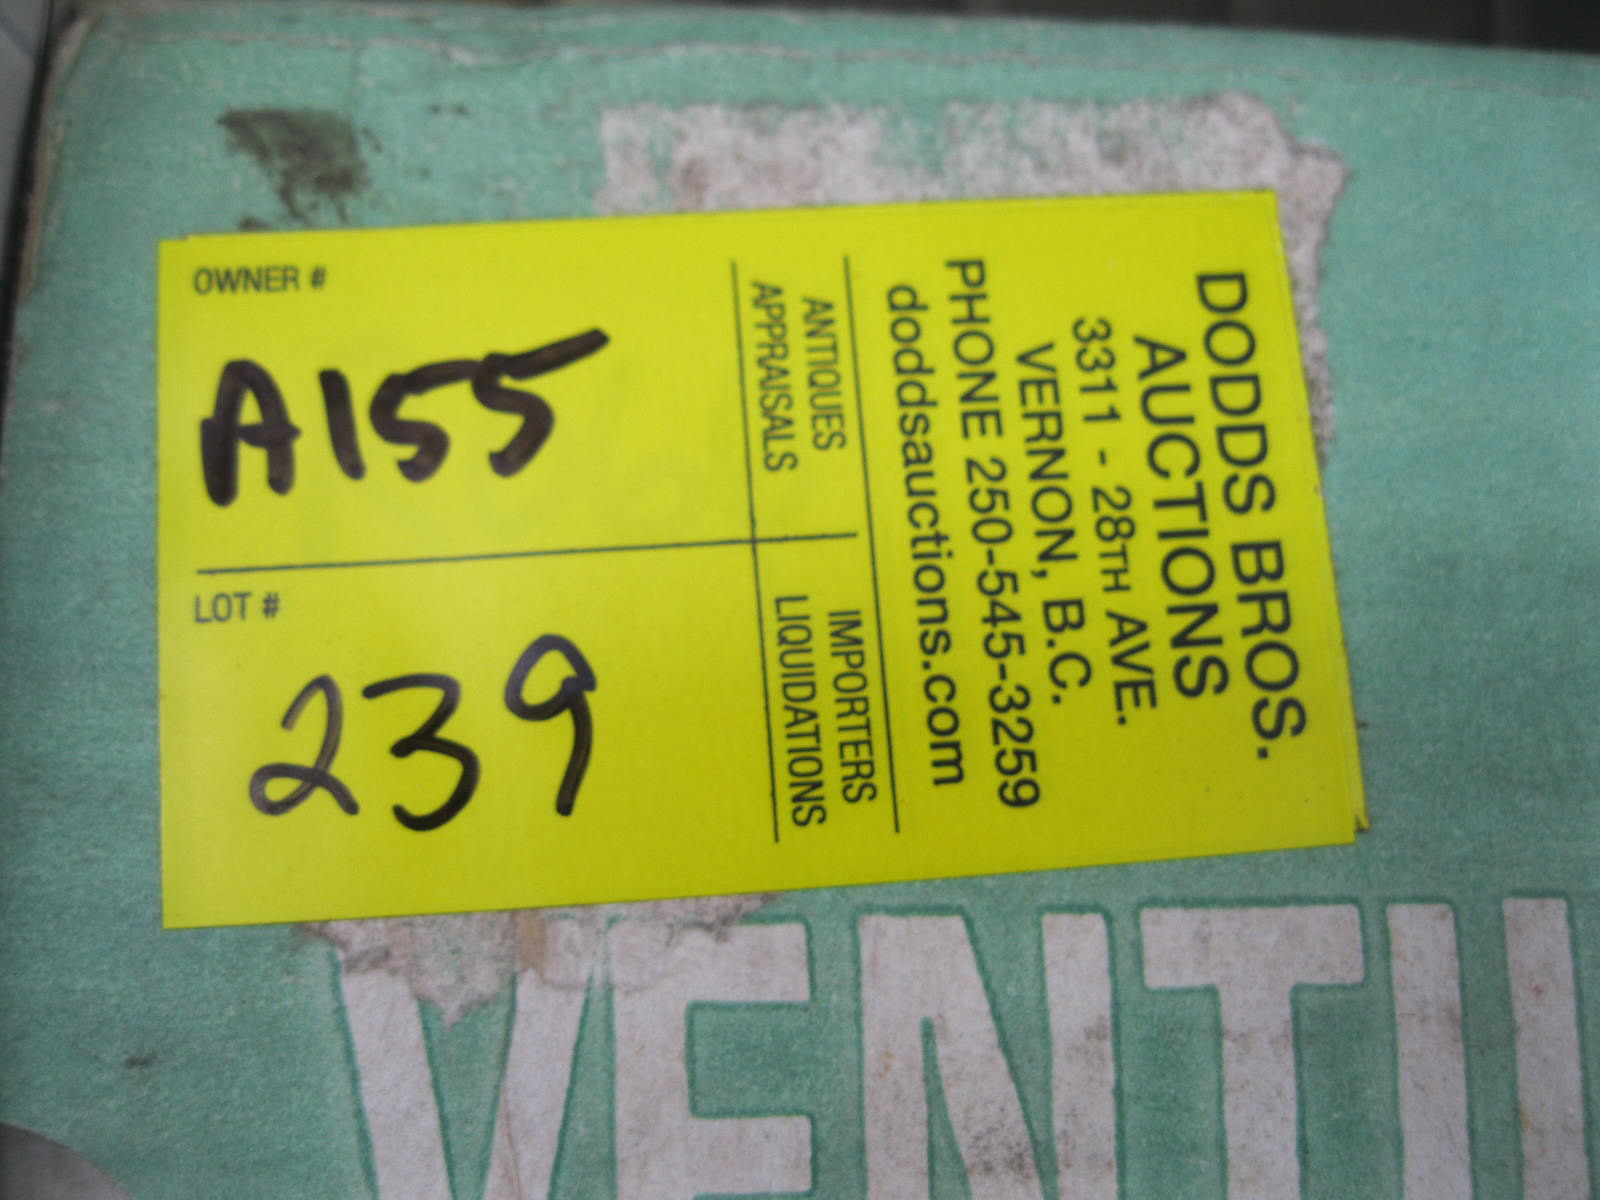 DODDS BROS.
AUCTIONS
3311 - 28TH AVE.
VERNON, B.C.
PHONE 250-545-3259
doddsauctions.com
ANTIQUES
APPRAISALS
IMPORTERS
LIQUIDATIONS
OWNER #
A155
LOT #
239